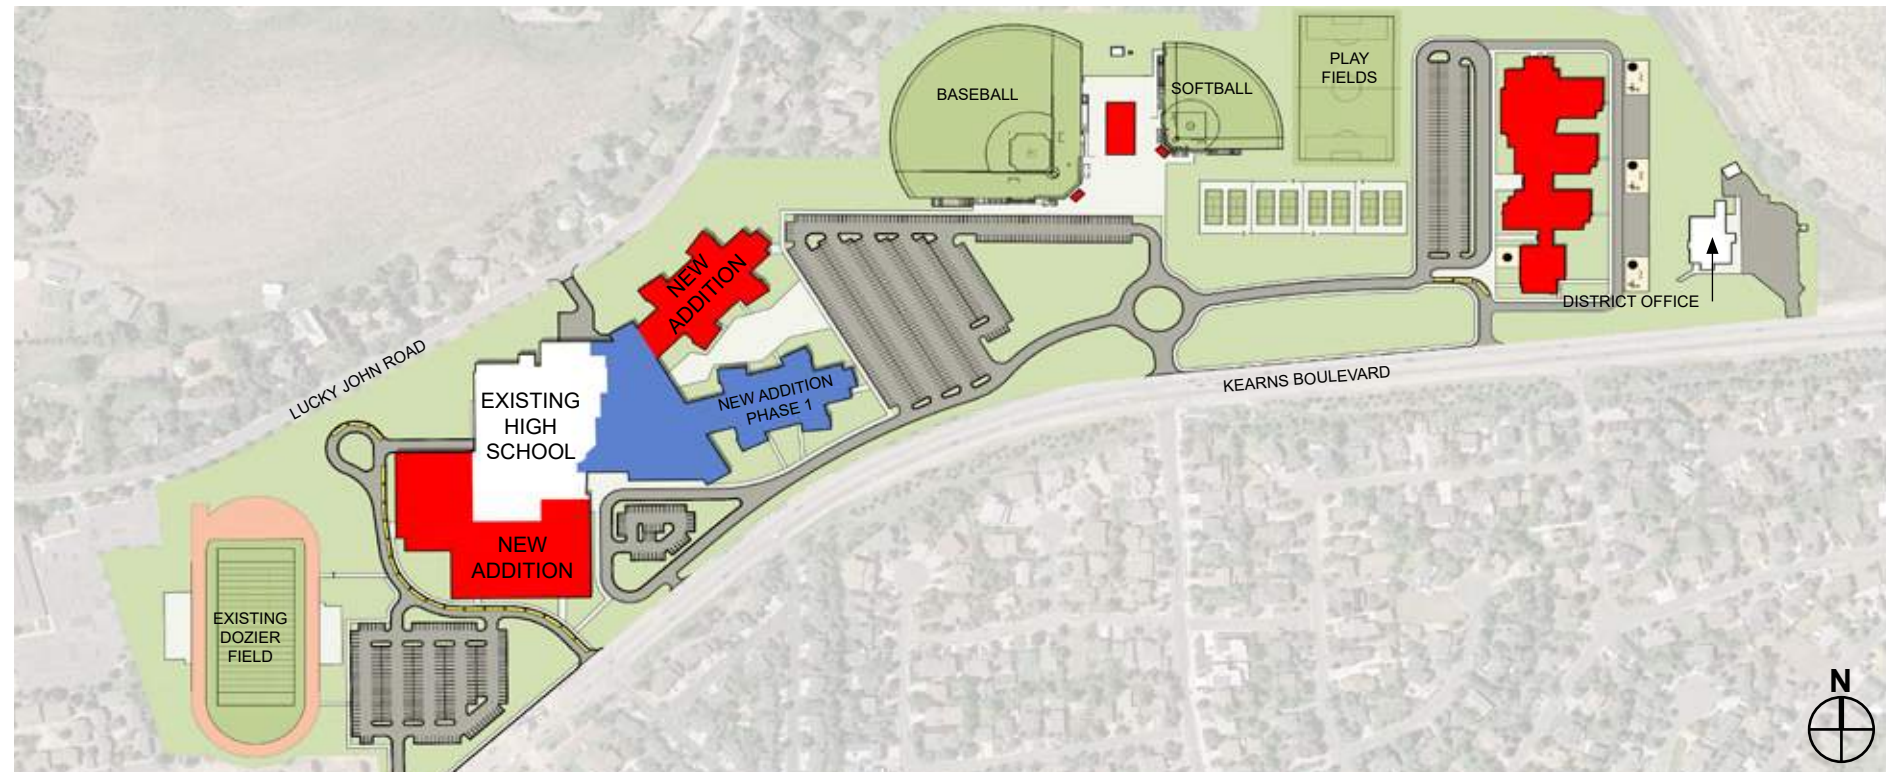 BASEBALL
SOFTBALL
PLAY
FIELDS
NEW
ADDITION
DISTRICT OFFICE
LUCKY JOHN ROAD
KEARNS BOULEVARD
EXISTING
HIGH
SCHOOL
NEW ADDITION
PHASE 1
NEW
ADDITION
EXISTING
DOZIER
FIELD
N